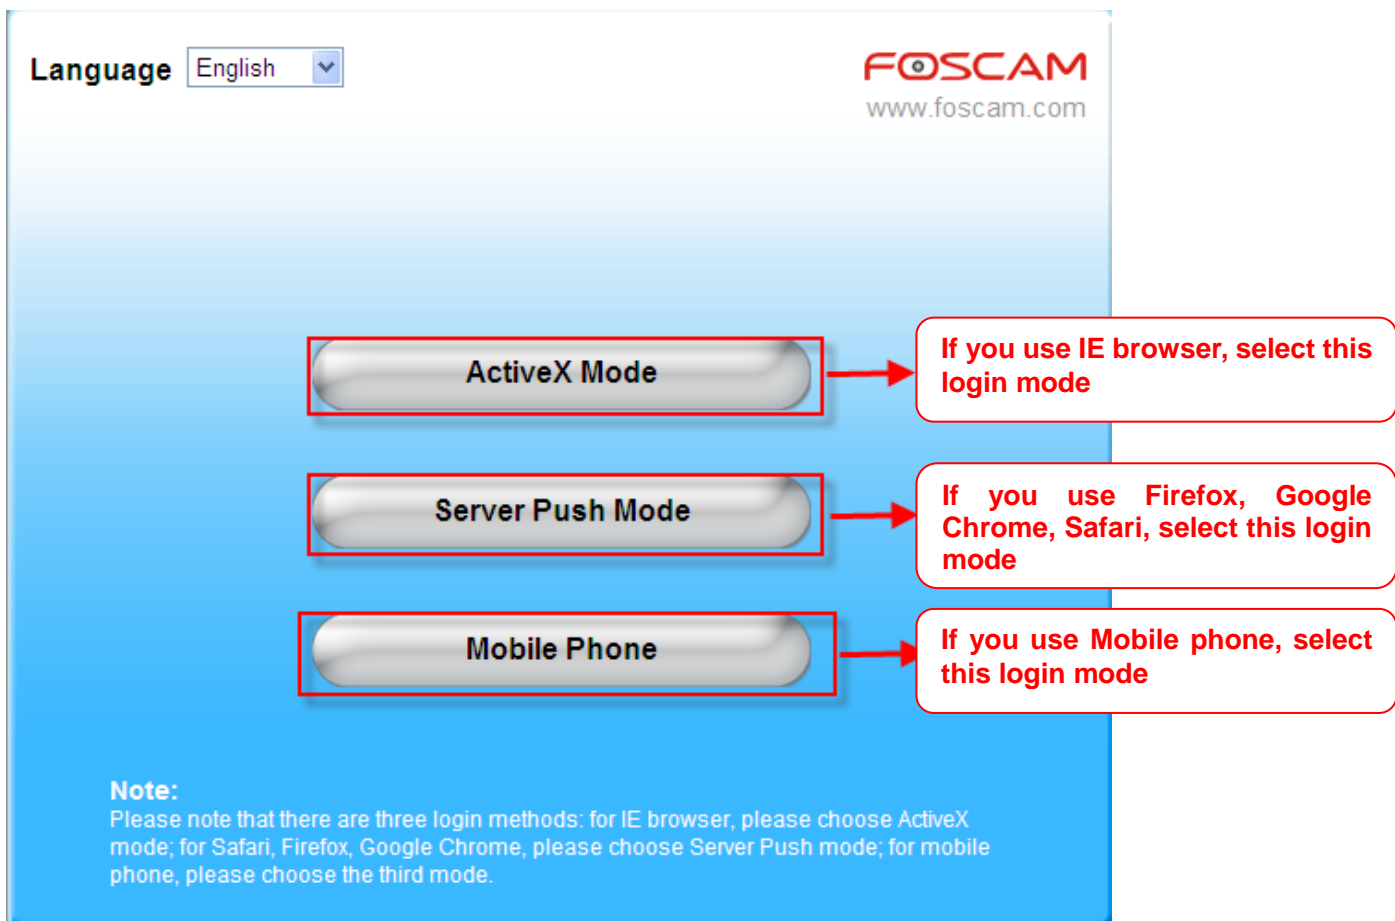 Language English
FOSCAM
www.foscam.com
ActiveX Mode
If you use IE browser, select this
login mode
Server Push Mode
If you use Firefox, Google
Chrome, Safari, select this login
mode
Mobile Phone
If you use Mobile phone, select
this login mode
Note:
Please note that there are three login methods: for IE browser, please choose ActiveX
mode; for Safari, Firefox, Google Chrome, please choose Server Push mode; for mobile
phone, please choose the third mode.